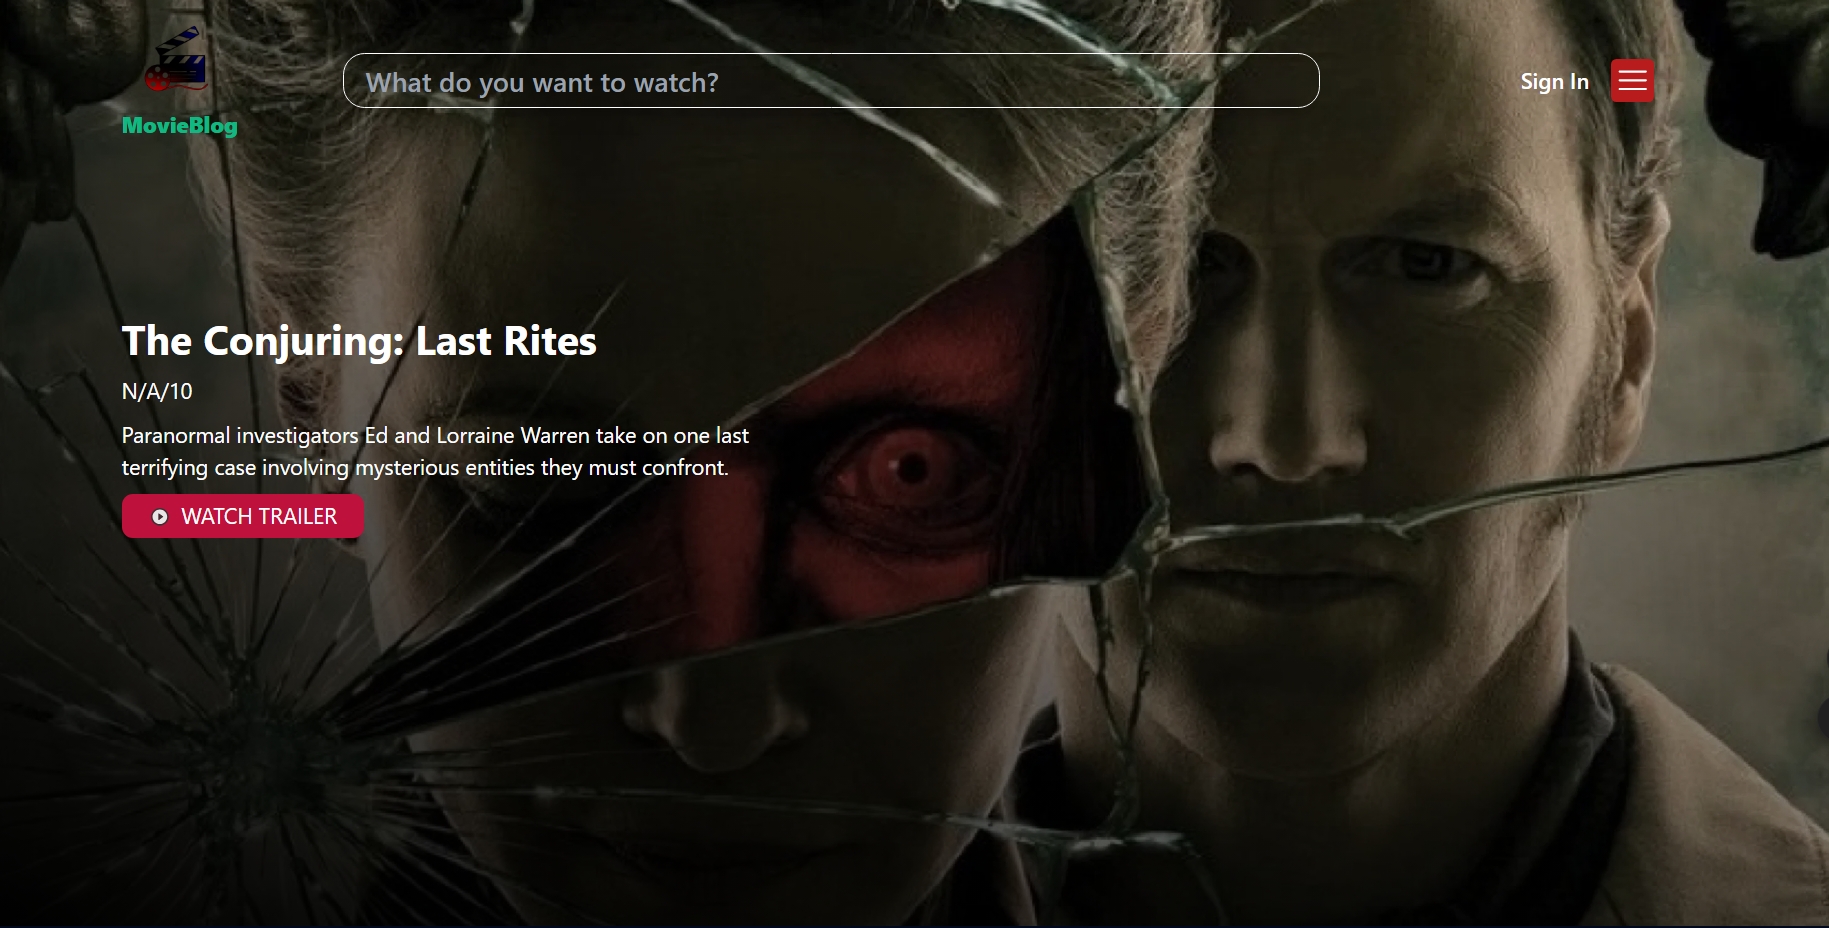 What do you want to watch?
Sign In
MovieBlog
The Conjuring: Last Rites
N/A/10
Paranormal investigators Ed and Lorraine Warren take on one last
terrifying case involving mysterious entities they must confront.
WATCH TRAILER